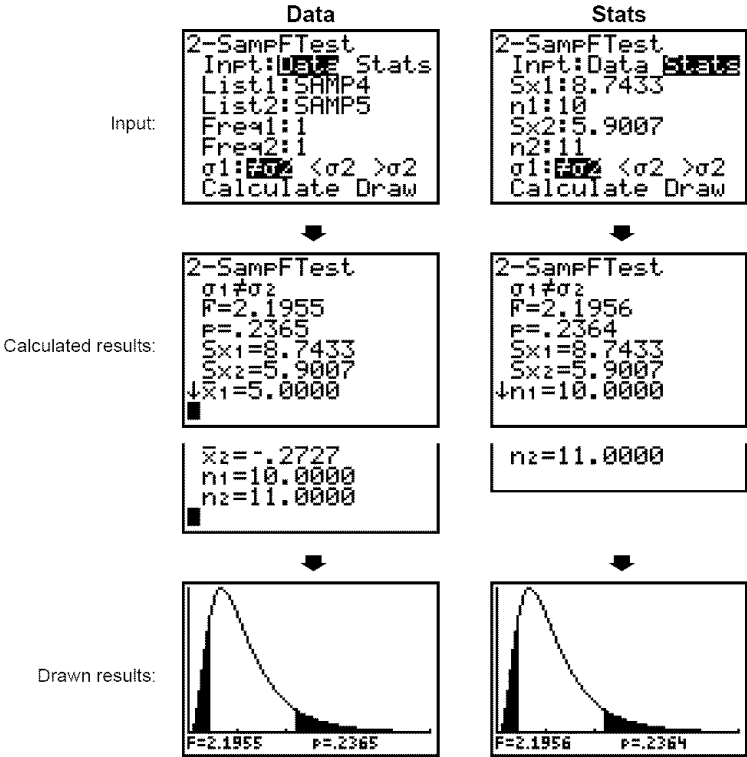 Data
Stats
Input:
2-SampFTest
Inpt:Data Stats
List1:SAMP4
List2:SAMP5
Freq1:1
Freq2:1
σ1:≠σ2 <σ2 >σ2
Calculate Draw
2-SampFTest
Inpt:Data Stats
Sx1:8.7433
n1:10
Sx2:5.9007
n2:11
σ1:≠σ2 <σ2 >σ2
Calculate Draw
Calculated results:
2-SampFTest
σ1≠σ2
F=2.1955
p=.2365
Sx1=8.7433
Sx2=5.9007
↓x̄1=5.0000
x̄2=-.2727
n1=10.0000
n2=11.0000
2-SampFTest
σ1≠σ2
F=2.1956
p=.2364
Sx1=8.7433
Sx2=5.9007
↓n1=10.0000
n2=11.0000
Drawn results:
F=2.1955 p=.2365
F=2.1956 p=.2364